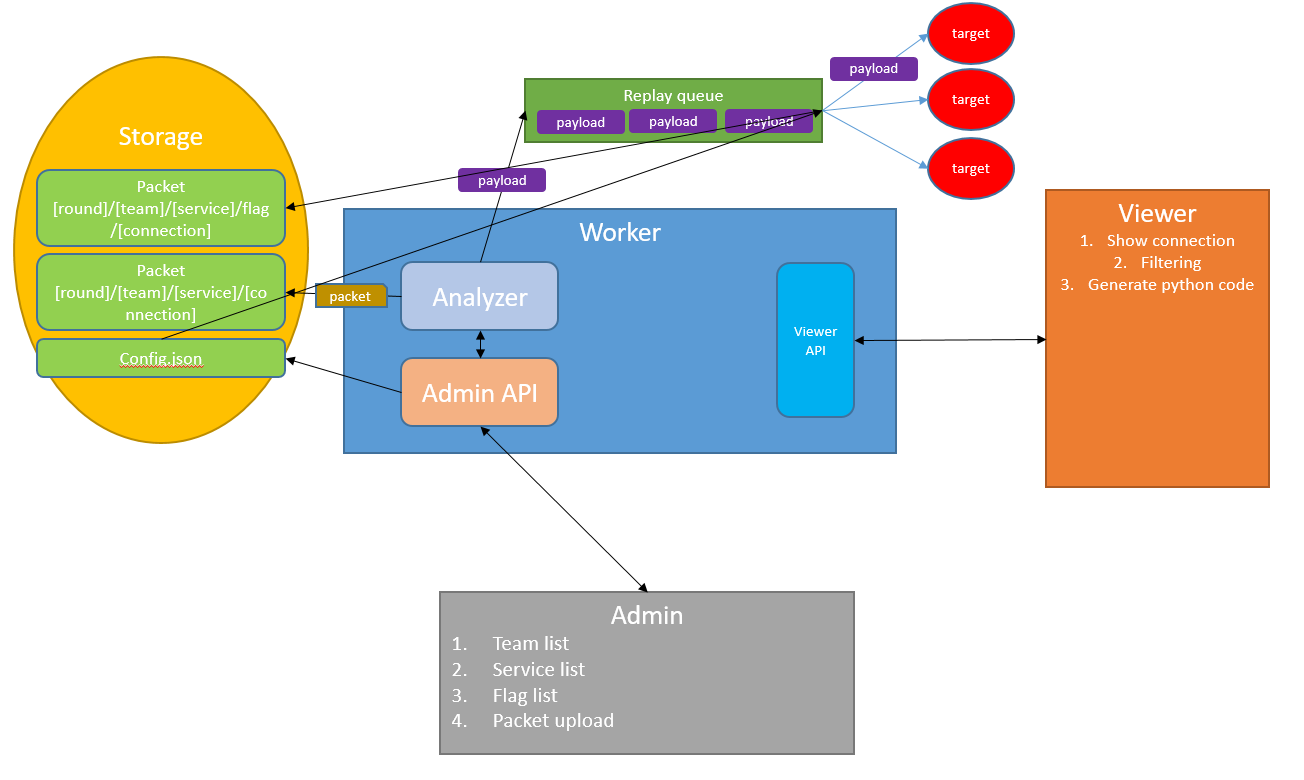 target
payload
Replay queue
target
payload
payload
payload
Storage
target
payload
Packet
[round]/[team]/[service]/flag
/[connection]
Worker
Viewer
1. Show connection
2. Filtering
3. Generate python code
Packet
[round]/[team]/[service]/[co
nnection]
packet
Analyzer
Viewer
API
Config.json
Admin API
Admin
1. Team list
2. Service list
3. Flag list
4. Packet upload